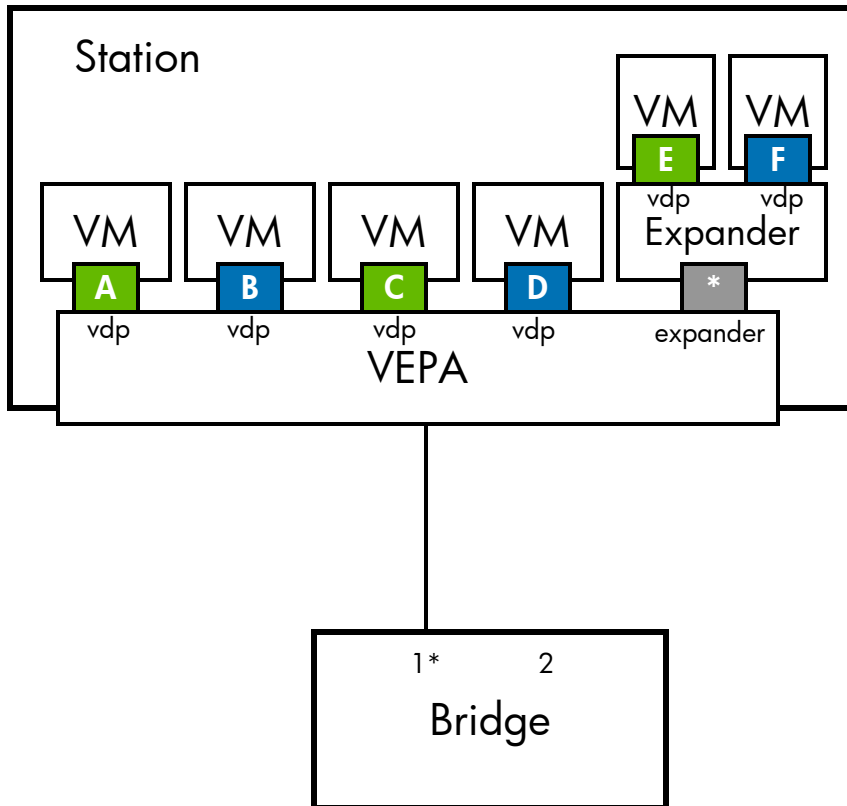 Station
VM VM
E F
vdp vdp
VM VM VM VM Expander
A B C D *
vdp vdp vdp vdp expander
VEPA
1* 2
Bridge